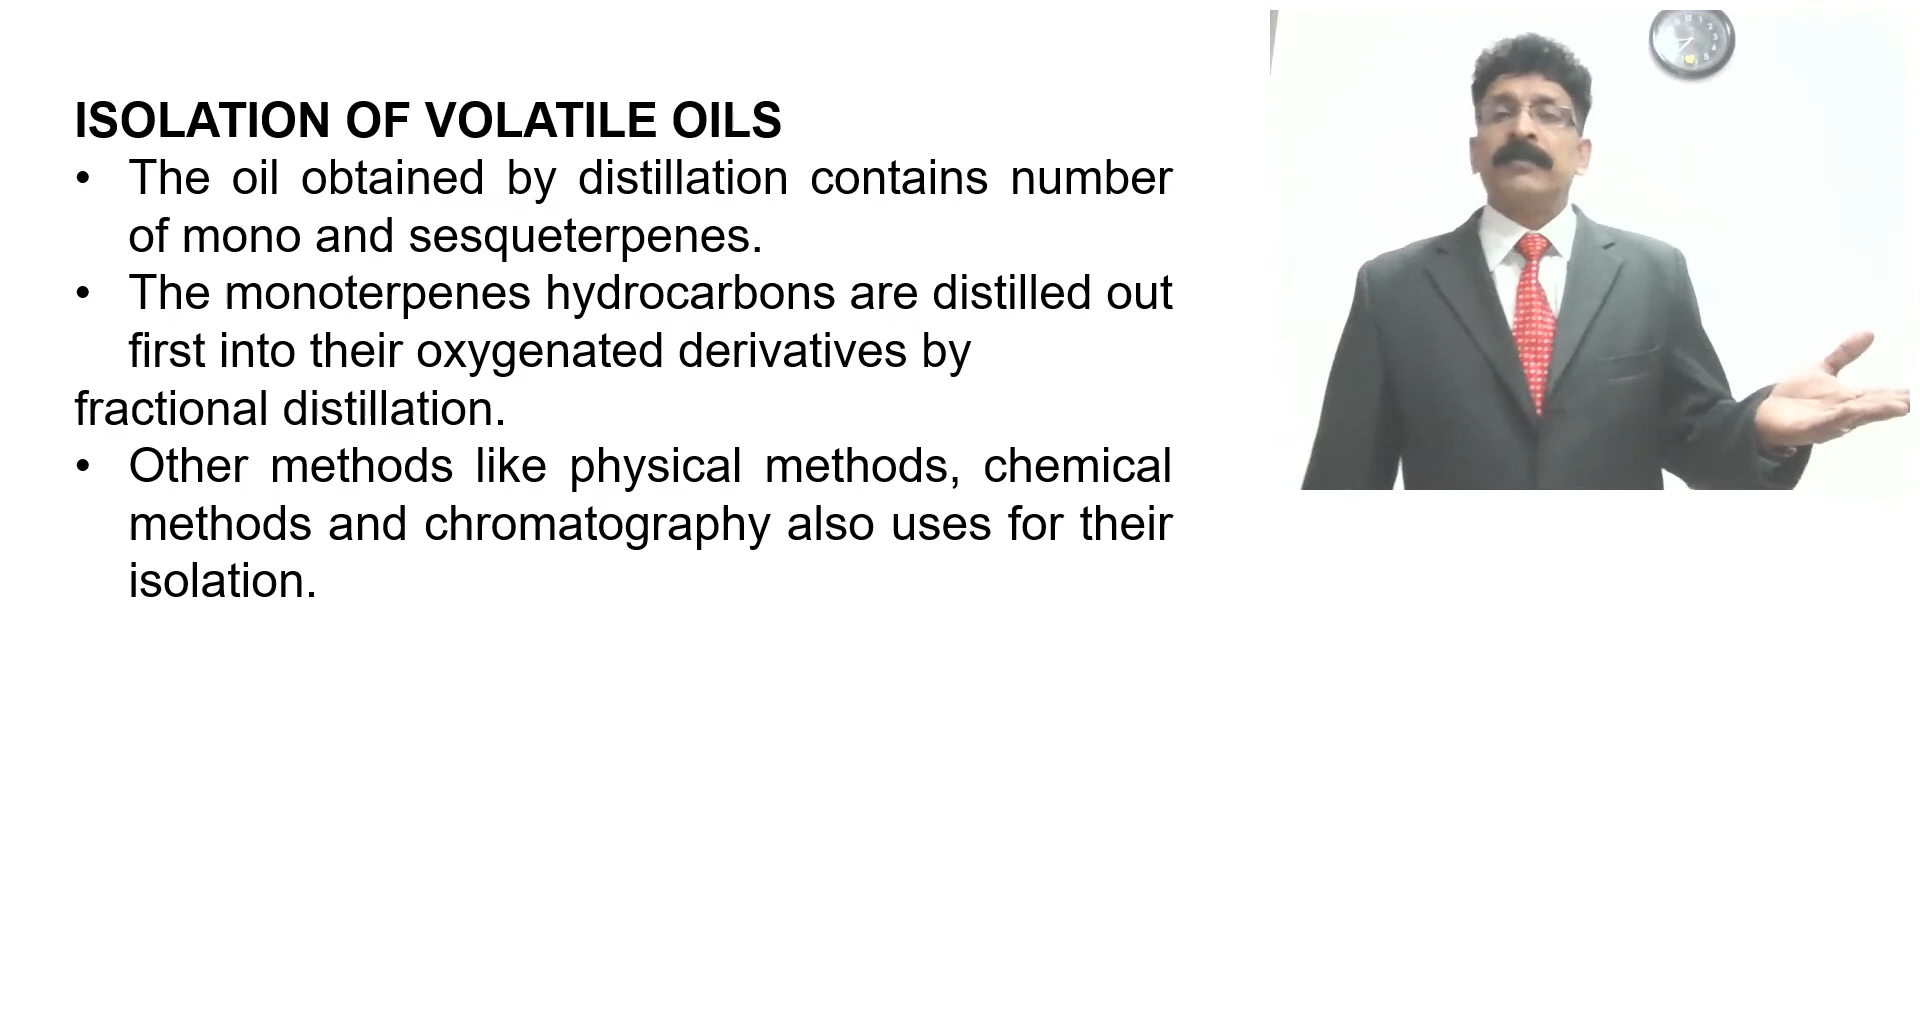 ISOLATION OF VOLATILE OILS
• The oil obtained by distillation contains number
of mono and sesqueterpenes.
• The monoterpenes hydrocarbons are distilled out
first into their oxygenated derivatives by
fractional distillation.
• Other methods like physical methods, chemical
methods and chromatography also uses for their
isolation.